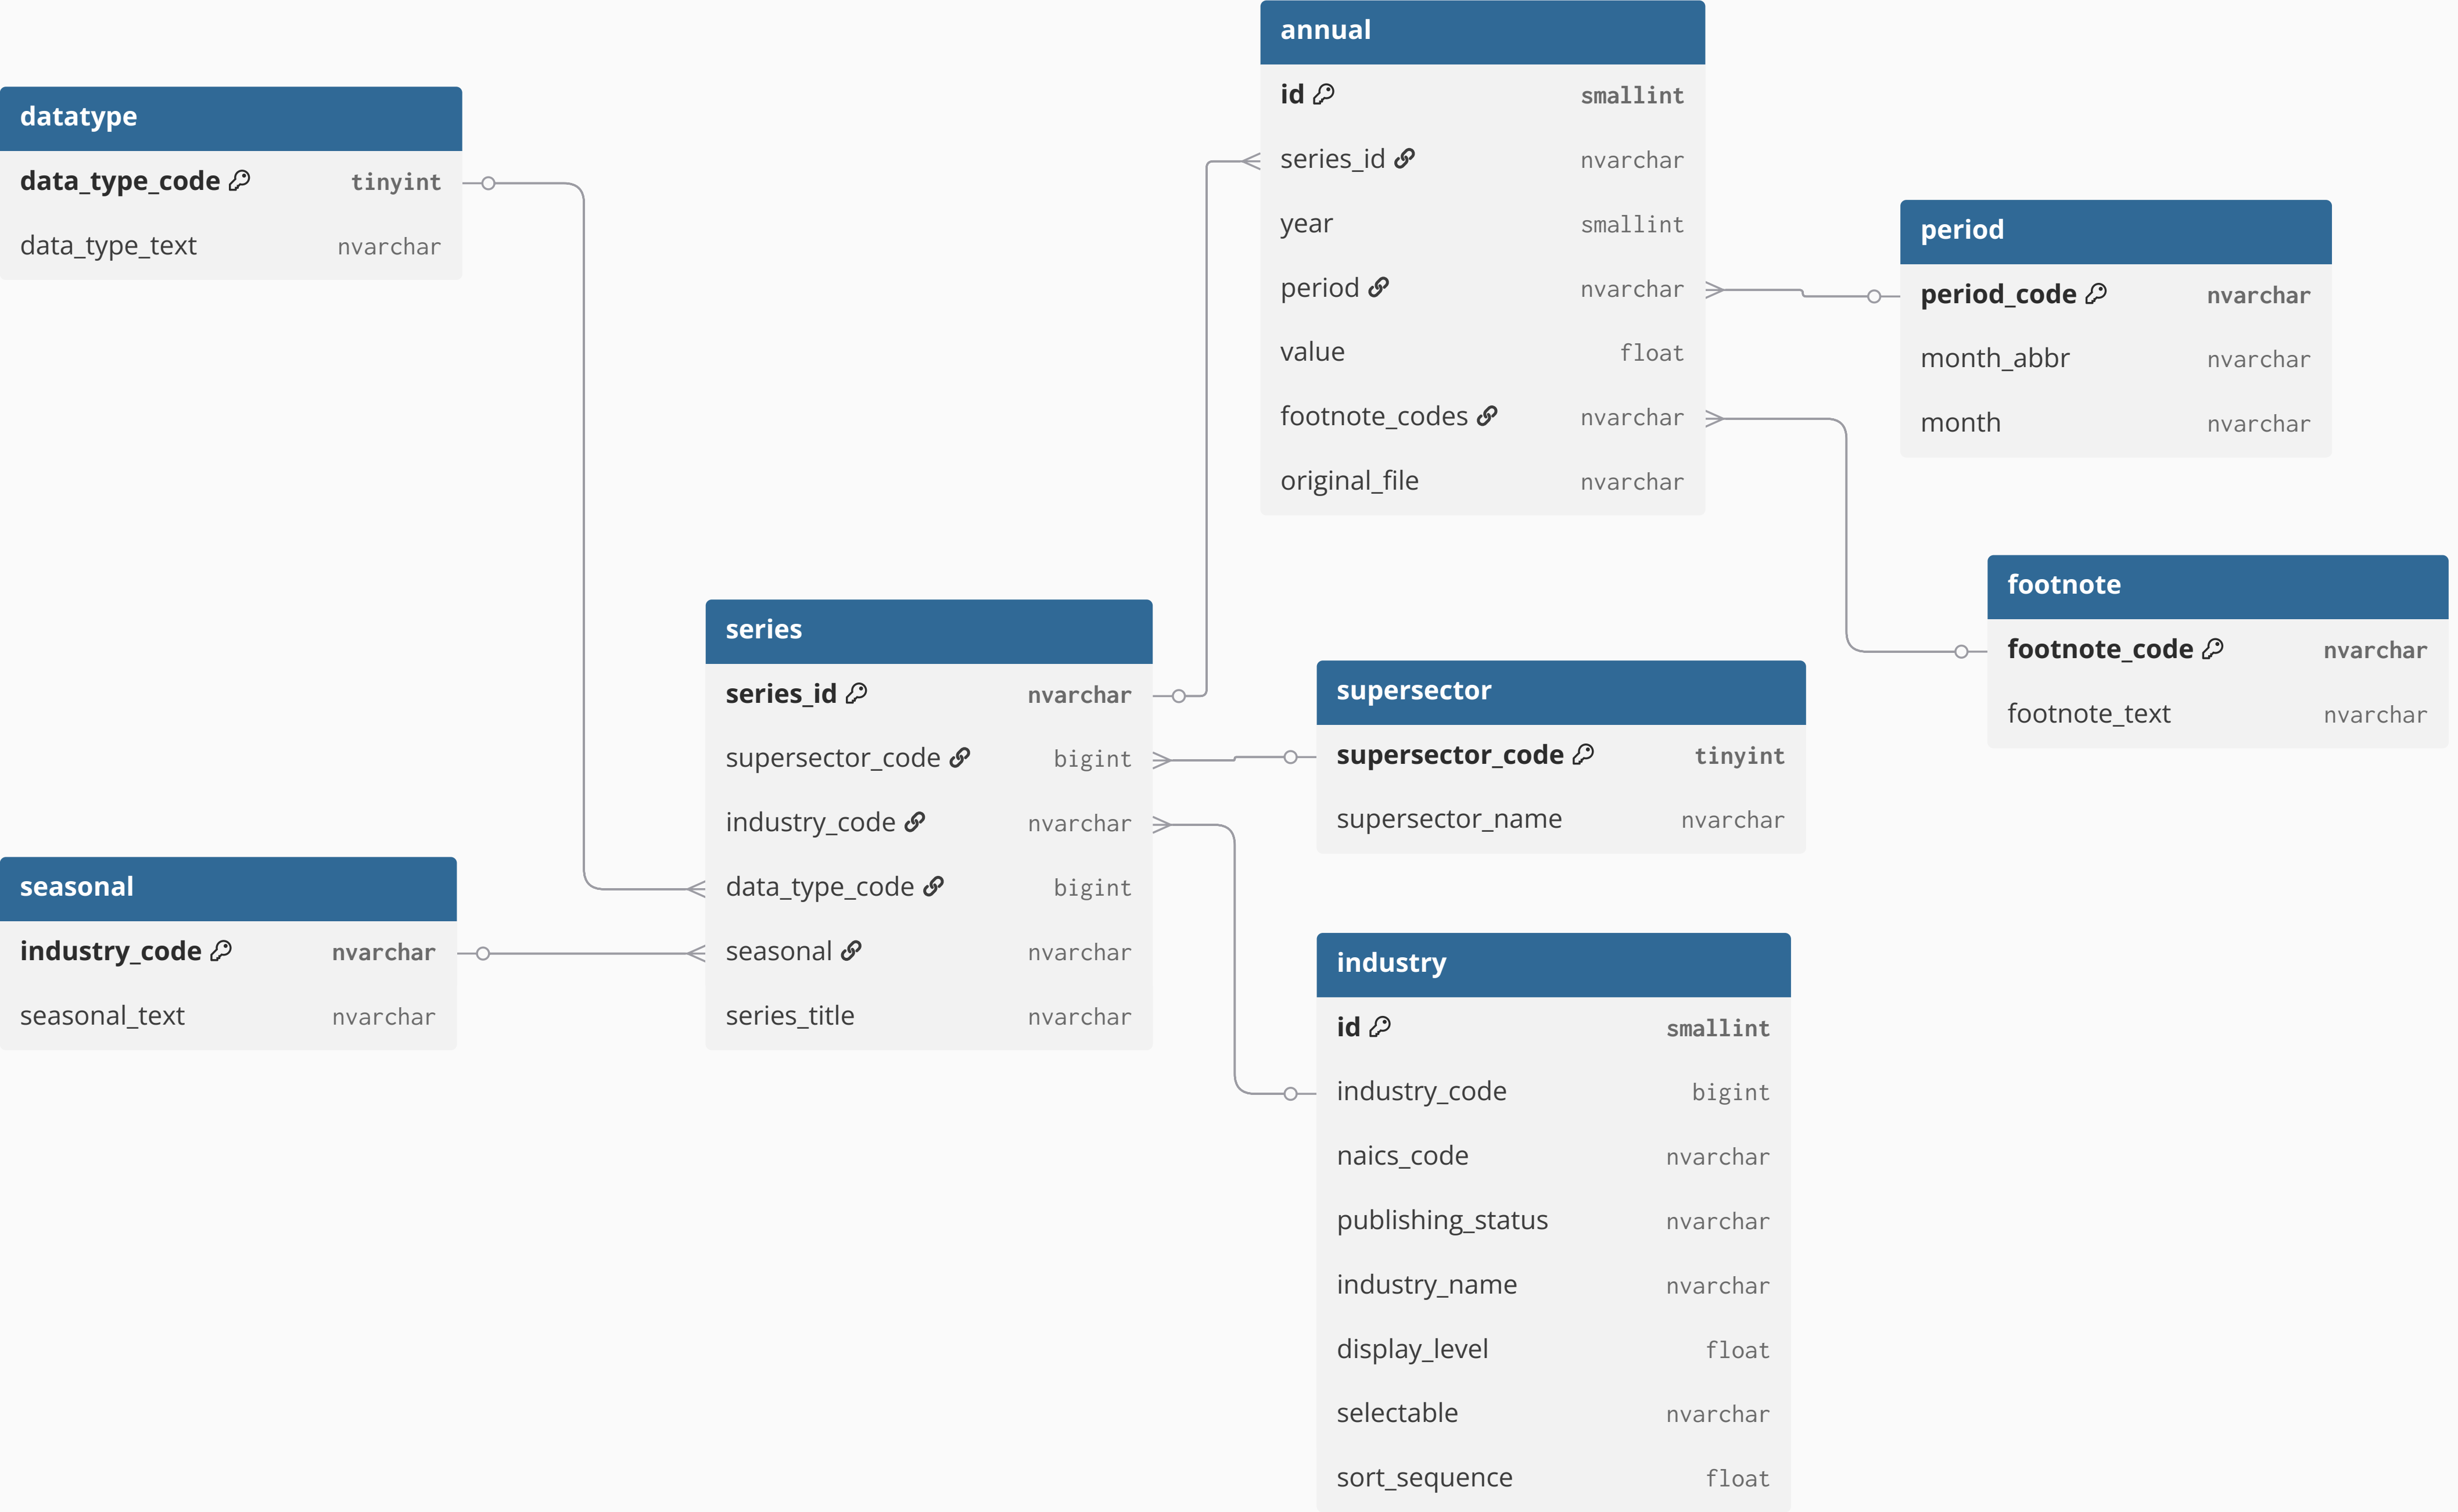 datatype
data_type_code tinyint
data_type_text nvarchar
seasonal
industry_code nvarchar
seasonal_text nvarchar
series
series_id nvarchar
supersector_code bigint
industry_code nvarchar
data_type_code bigint
seasonal nvarchar
series_title nvarchar
annual
id smallint
series_id nvarchar
year smallint
period nvarchar
value float
footnote_codes nvarchar
original_file nvarchar
supersector
supersector_code tinyint
supersector_name nvarchar
industry
id smallint
industry_code bigint
naics_code nvarchar
publishing_status nvarchar
industry_name nvarchar
display_level float
selectable nvarchar
sort_sequence float
period
period_code nvarchar
month_abbr nvarchar
month nvarchar
footnote
footnote_code nvarchar
footnote_text nvarchar